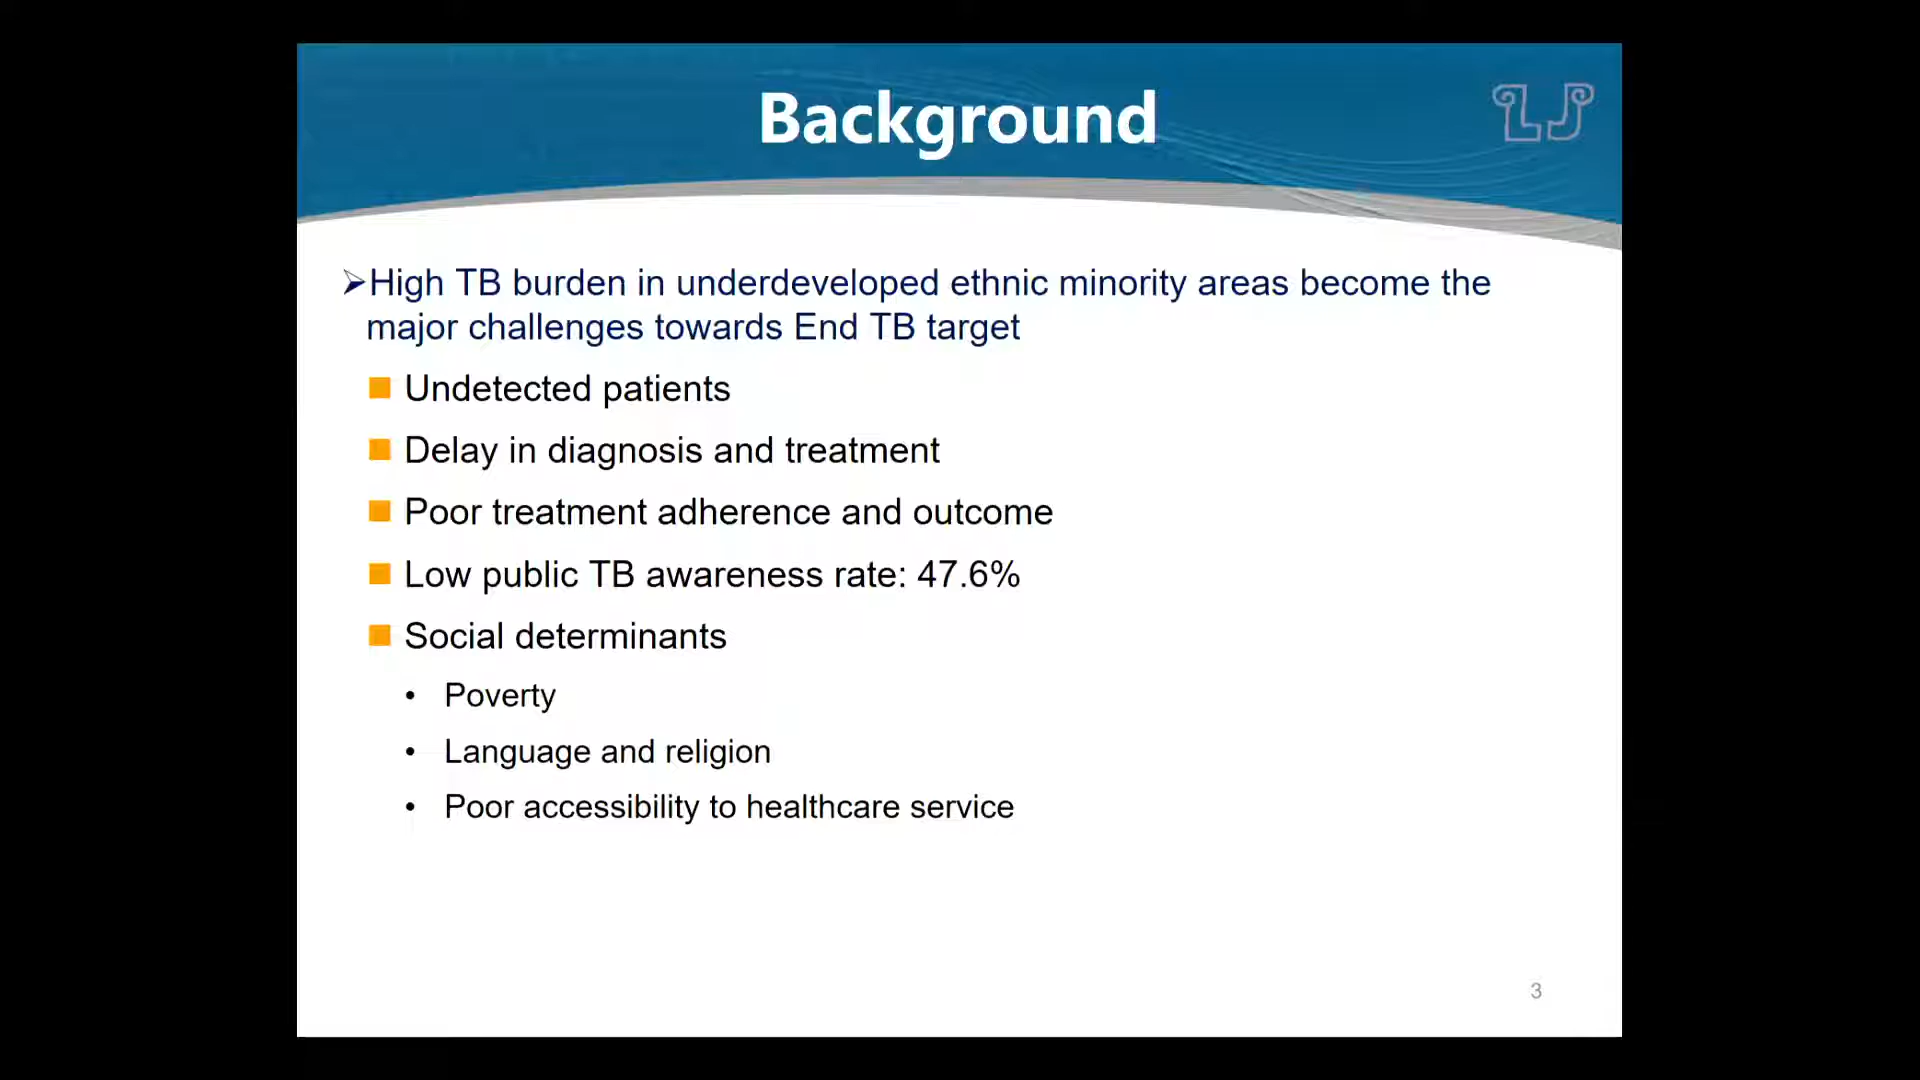 Background
LJ
➢High TB burden in underdeveloped ethnic minority areas become the
major challenges towards End TB target
■ Undetected patients
■ Delay in diagnosis and treatment
■ Poor treatment adherence and outcome
■ Low public TB awareness rate: 47.6%
■ Social determinants
• Poverty
• Language and religion
• Poor accessibility to healthcare service
3